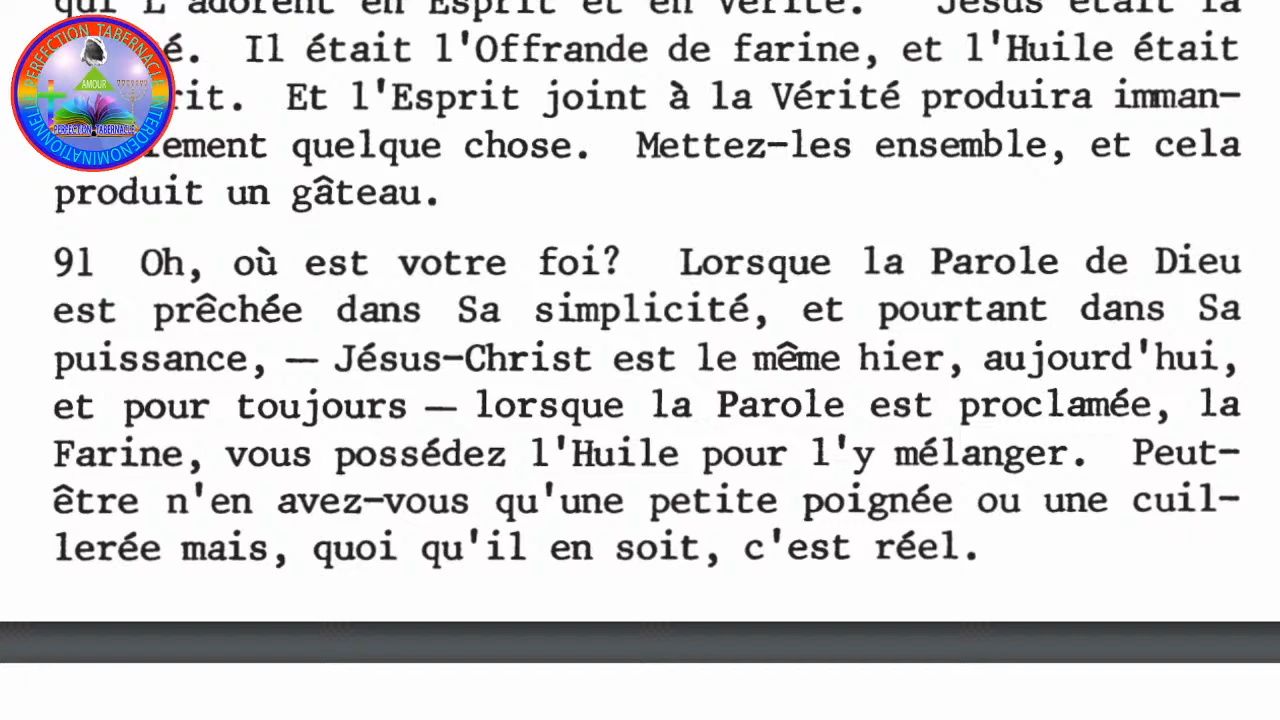 qui L'adorent en Esprit et en Vérité. Jésus était la
é. Il était l'Offrande de farine, et l'Huile était
rit. Et l'Esprit joint à la Vérité produira imman-
lement quelque chose. Mettez-les ensemble, et cela
produit un gâteau.
91 Oh, où est votre foi? Lorsque la Parole de Dieu
est prêchée dans Sa simplicité, et pourtant dans Sa
puissance, — Jésus-Christ est le même hier, aujourd'hui,
et pour toujours — lorsque la Parole est proclamée, la
Farine, vous possédez l'Huile pour l'y mélanger. Peut-
être n'en avez-vous qu'une petite poignée ou une cuil-
lerée mais, quoi qu'il en soit, c'est réel.
PERFECTION TABERNACLE INTERDENOMINATIONNEL
AMOUR
PERFECTION TABERNACLE